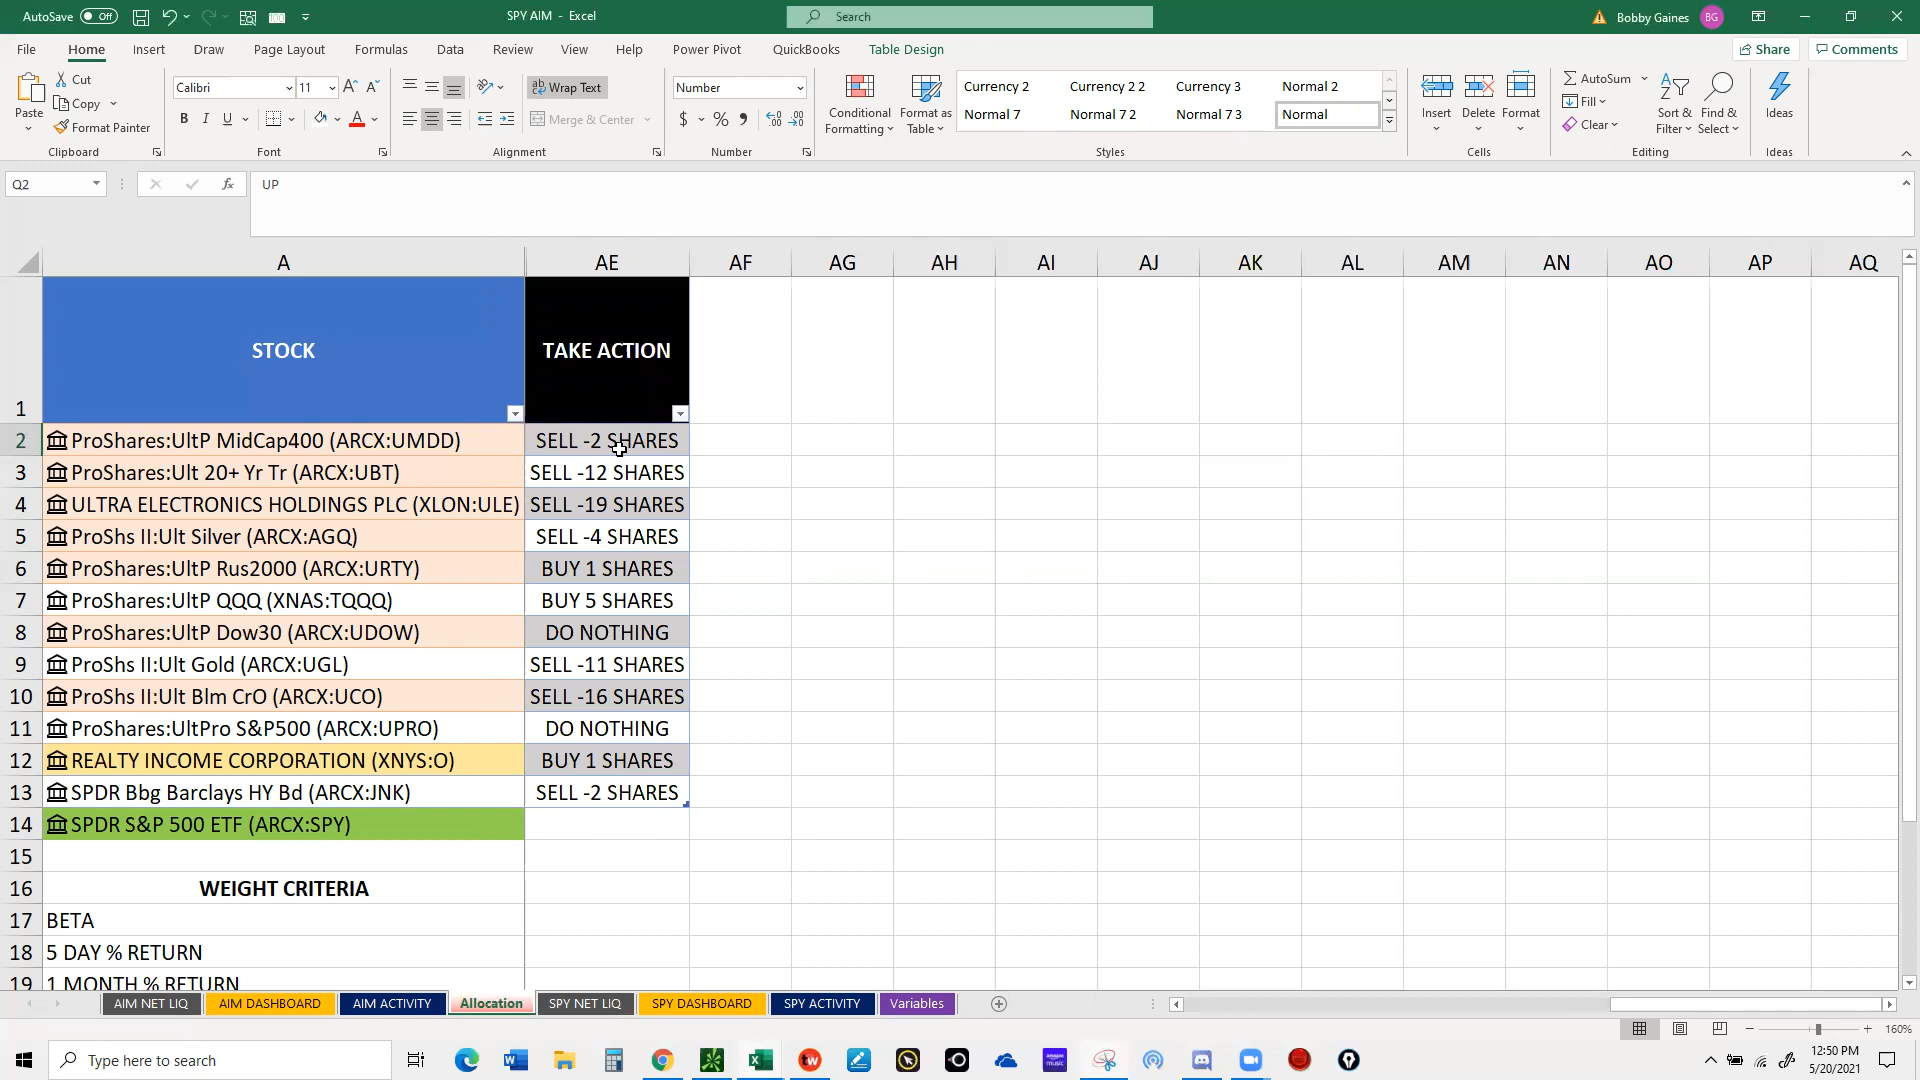 AutoSave Off
SPY AIM - Excel
Search
Bobby Gaines BG
File Home Insert Draw Page Layout Formulas Data Review View Help Power Pivot QuickBooks Table Design
Share Comments
Paste
Cut
Copy
Format Painter
Clipboard
Calibri 11
B I U
Font
Wrap Text
Merge & Center
Alignment
Number
$ % ,
Number
Conditional Formatting
Format as Table
Currency 2 Currency 2 2 Currency 3 Normal 2
Normal 7 Normal 7 2 Normal 7 3 Normal
Styles
Insert Delete Format
Cells
AutoSum
Fill
Clear
Sort & Filter
Find & Select
Editing
Ideas
Ideas
Q2 fx UP
A AE AF AG AH AI AJ AK AL AM AN AO AP AQ
1 STOCK TAKE ACTION
2 ProShares:UltP MidCap400 (ARCX:UMDD) SELL -2 SHARES
3 ProShares:Ult 20+ Yr Tr (ARCX:UBT) SELL -12 SHARES
4 ULTRA ELECTRONICS HOLDINGS PLC (XLON:ULE) SELL -19 SHARES
5 ProShs II:Ult Silver (ARCX:AGQ) SELL -4 SHARES
6 ProShares:UltP Rus2000 (ARCX:URTY) BUY 1 SHARES
7 ProShares:UltP QQQ (XNAS:TQQQ) BUY 5 SHARES
8 ProShares:UltP Dow30 (ARCX:UDOW) DO NOTHING
9 ProShs II:Ult Gold (ARCX:UGL) SELL -11 SHARES
10 ProShs II:Ult Blm CrO (ARCX:UCO) SELL -16 SHARES
11 ProShares:UltPro S&P500 (ARCX:UPRO) DO NOTHING
12 REALTY INCOME CORPORATION (XNYS:O) BUY 1 SHARES
13 SPDR Bbg Barclays HY Bd (ARCX:JNK) SELL -2 SHARES
14 SPDR S&P 500 ETF (ARCX:SPY)
15
16 WEIGHT CRITERIA
17 BETA
18 5 DAY % RETURN
19 1 MONTH % RETURN
AIM NET LIQ AIM DASHBOARD AIM ACTIVITY Allocation SPY NET LIQ SPY DASHBOARD SPY ACTIVITY Variables
160%
Type here to search
12:50 PM
5/20/2021